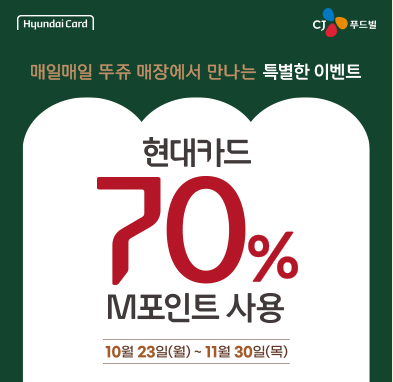 Hyundai Card
CJ 푸드빌
매일매일 뚜쥬 매장에서 만나는 특별한 이벤트
현대카드
70%
M포인트 사용
10월 23일(월) ~ 11월 30일(목)